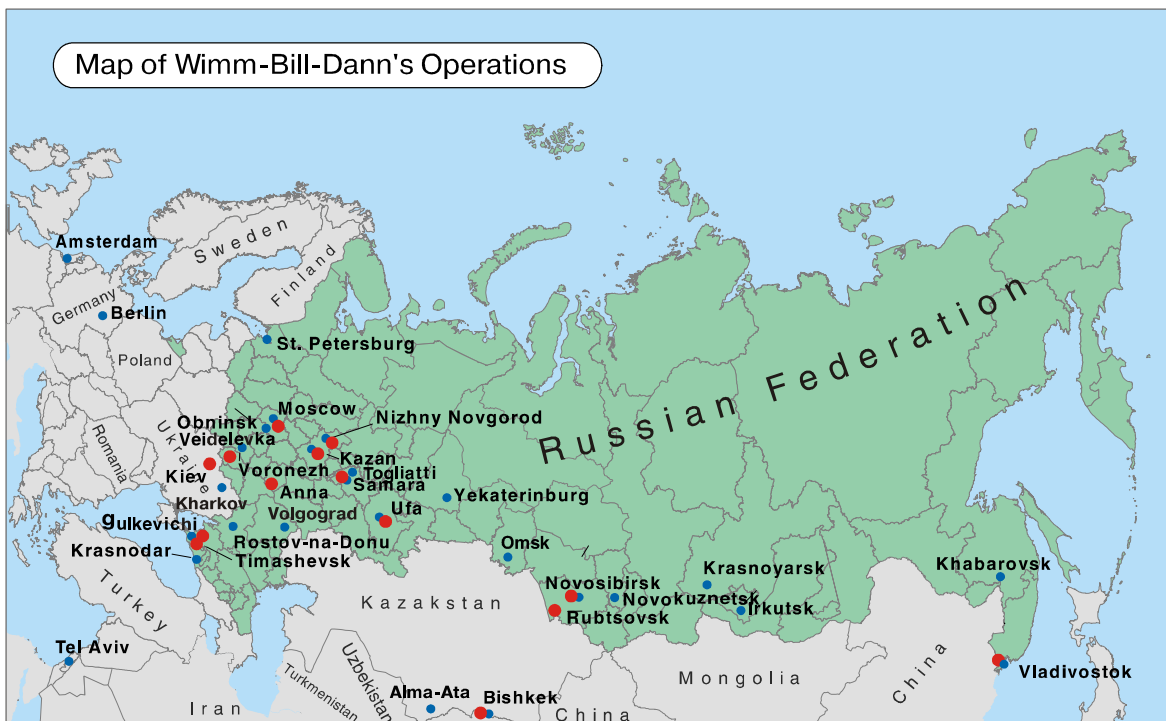 Map of Wimm-Bill-Dann's Operations
Sweden
Finland
Amsterdam
Germany
Berlin
Poland
St. Petersburg
Russian Federation
Moscow
Nizhny Novgorod
Obninsk
Veidelevka
Ukraine
Romania
Kazan
Voronezh
Togliatti
Samara
Kiev
Anna
Yekaterinburg
Kharkov
Volgograd
Ufa
gulkevichi
Rostov-na-Donu
Krasnodar
Timashevsk
Omsk
Krasnoyarsk
Khabarovsk
Turkey
Kazakstan
Novosibirsk
Novokuznetsk
Irkutsk
Rubtsovsk
Tel Aviv
Uzbekistan
Turkmenistan
Mongolia
China
Vladivostok
Alma-Ata
Bishkek
Iran
China